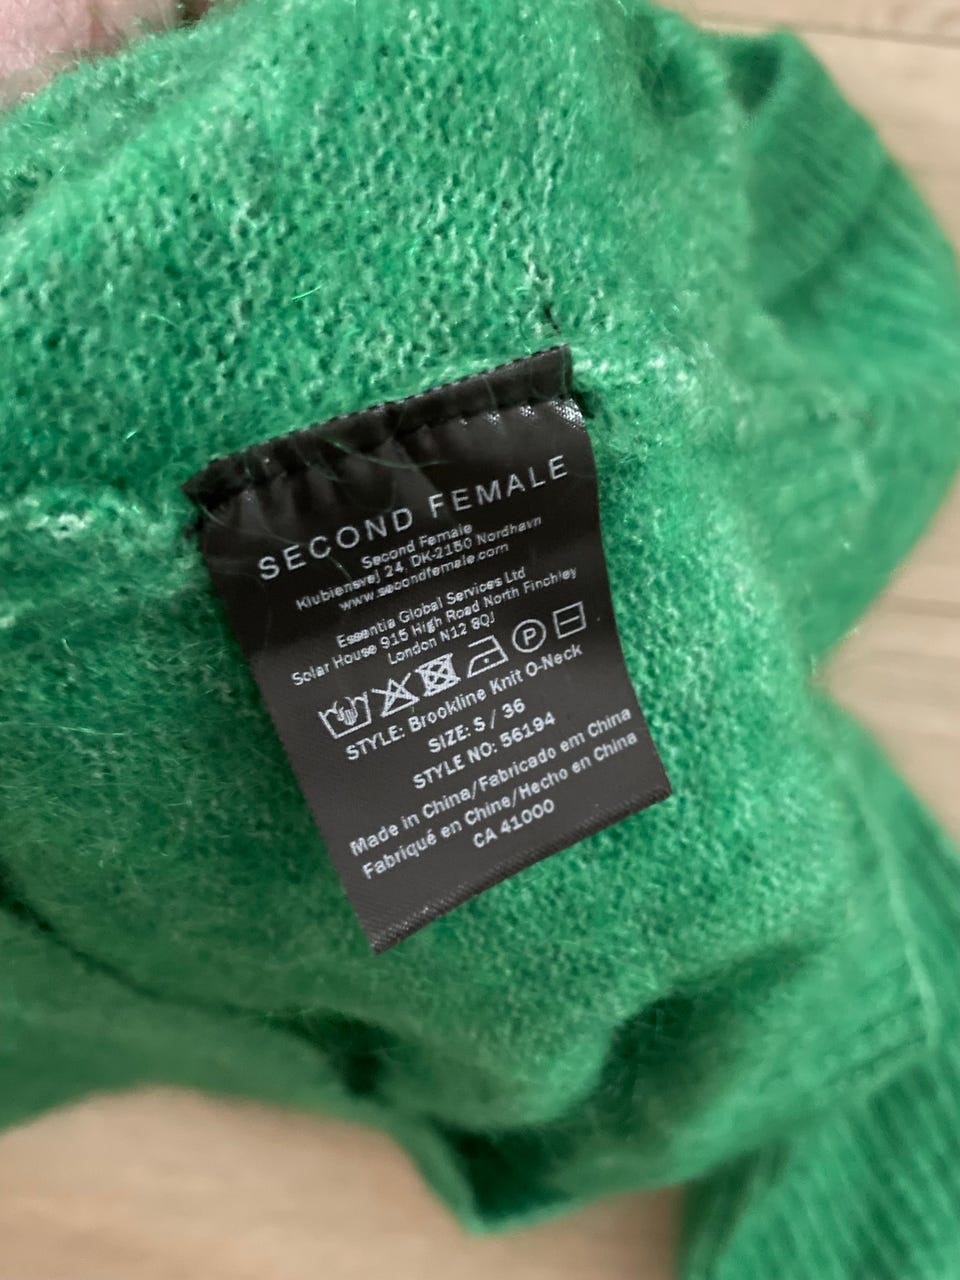 SECOND FEMALE
Second Female
Klubiensvej 24, DK-2150 Nordhavn
www.secondfemale.com
Essentia Global Services Ltd
Solar House 915 High Road North Finchley
London N12 8QJ
P
STYLE: Brookline Knit O-Neck
SIZE: S / 36
STYLE NO: 56194
Made in China/Fabricado em China
Fabriqué en Chine/Hecho en China
CA 41000